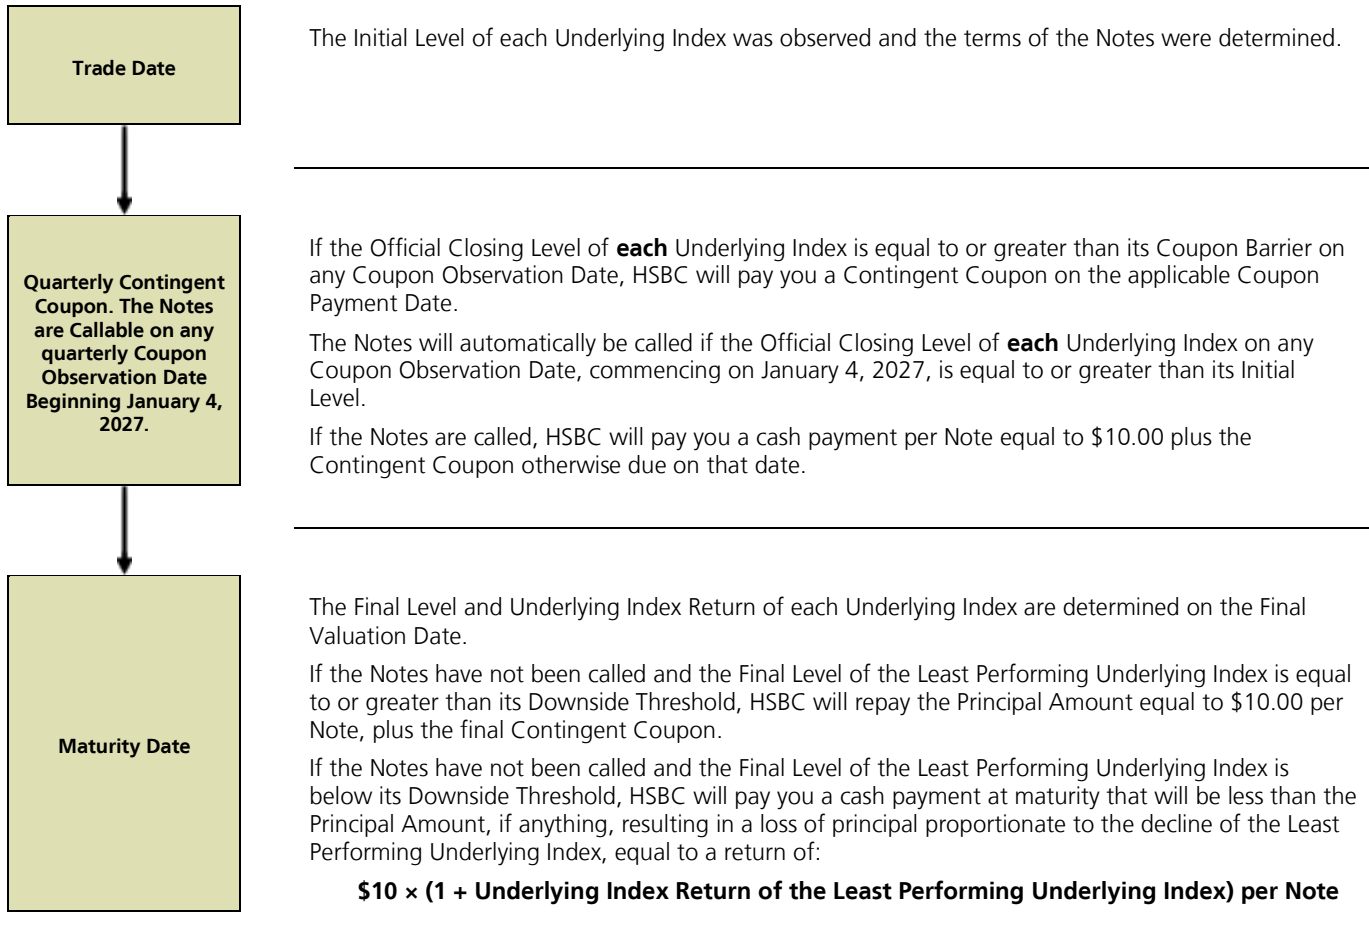 Trade Date
The Initial Level of each Underlying Index was observed and the terms of the Notes were determined.
Quarterly Contingent
Coupon. The Notes
are Callable on any
quarterly Coupon
Observation Date
Beginning January 4,
2027.
If the Official Closing Level of each Underlying Index is equal to or greater than its Coupon Barrier on
any Coupon Observation Date, HSBC will pay you a Contingent Coupon on the applicable Coupon
Payment Date.
The Notes will automatically be called if the Official Closing Level of each Underlying Index on any
Coupon Observation Date, commencing on January 4, 2027, is equal to or greater than its Initial
Level.
If the Notes are called, HSBC will pay you a cash payment per Note equal to $10.00 plus the
Contingent Coupon otherwise due on that date.
Maturity Date
The Final Level and Underlying Index Return of each Underlying Index are determined on the Final
Valuation Date.
If the Notes have not been called and the Final Level of the Least Performing Underlying Index is equal
to or greater than its Downside Threshold, HSBC will repay the Principal Amount equal to $10.00 per
Note, plus the final Contingent Coupon.
If the Notes have not been called and the Final Level of the Least Performing Underlying Index is
below its Downside Threshold, HSBC will pay you a cash payment at maturity that will be less than the
Principal Amount, if anything, resulting in a loss of principal proportionate to the decline of the Least
Performing Underlying Index, equal to a return of:
$10 × (1 + Underlying Index Return of the Least Performing Underlying Index) per Note